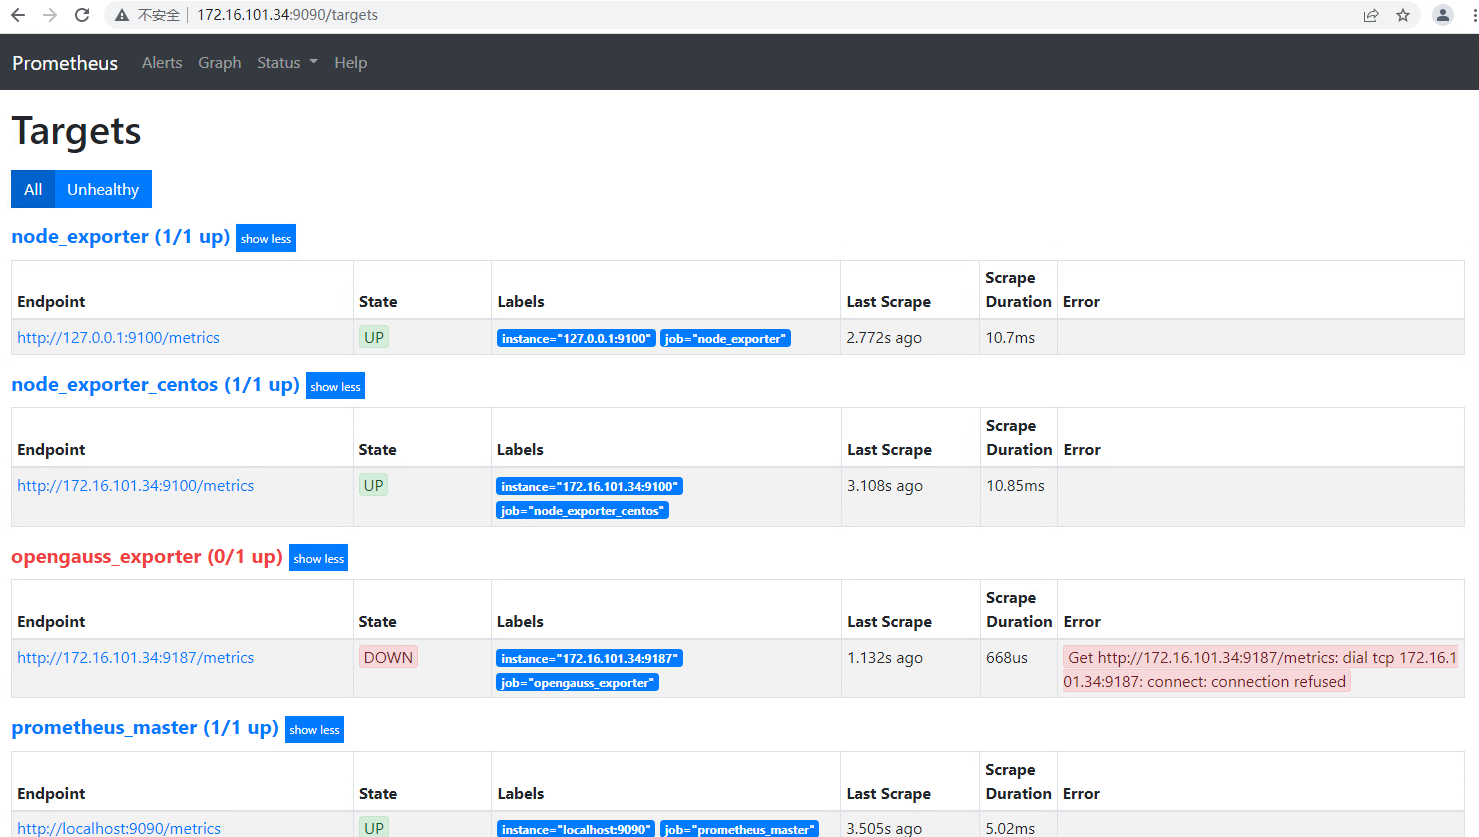 不安全 172.16.101.34:9090/targets
Prometheus Alerts Graph Status Help
Targets
All Unhealthy
node_exporter (1/1 up) show less
Endpoint State Labels Last Scrape Scrape Duration Error
http://127.0.0.1:9100/metrics UP instance="127.0.0.1:9100" job="node_exporter" 2.772s ago 10.7ms
node_exporter_centos (1/1 up) show less
Endpoint State Labels Last Scrape Scrape Duration Error
http://172.16.101.34:9100/metrics UP instance="172.16.101.34:9100" 3.108s ago 10.85ms
job="node_exporter_centos"
opengauss_exporter (0/1 up) show less
Endpoint State Labels Last Scrape Scrape Duration Error
http://172.16.101.34:9187/metrics DOWN instance="172.16.101.34:9187" 1.132s ago 668us Get http://172.16.101.34:9187/metrics: dial tcp 172.16.1
job="opengauss_exporter" 01.34:9187: connect: connection refused
prometheus_master (1/1 up) show less
Endpoint State Labels Last Scrape Scrape Duration Error
http://localhost:9090/metrics UP instance="localhost:9090" job="prometheus_master" 3.505s ago 5.02ms